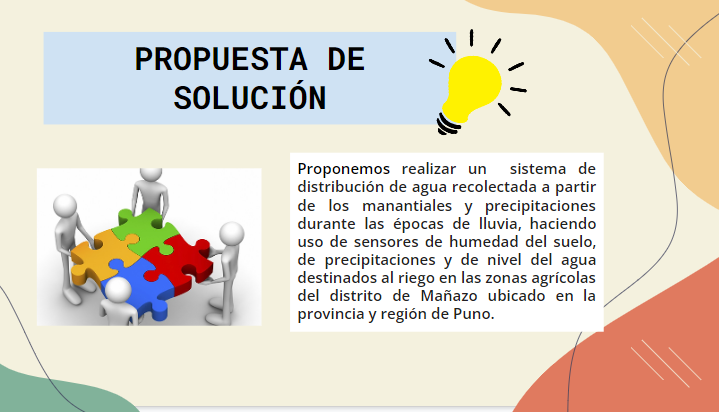 PROPUESTA DE
SOLUCIÓN
Proponemos realizar un sistema de
distribución de agua recolectada a partir
de los manantiales y precipitaciones
durante las épocas de lluvia, haciendo
uso de sensores de humedad del suelo,
de precipitaciones y de nivel del agua
destinados al riego en las zonas agrícolas
del distrito de Mañazo ubicado en la
provincia y región de Puno.